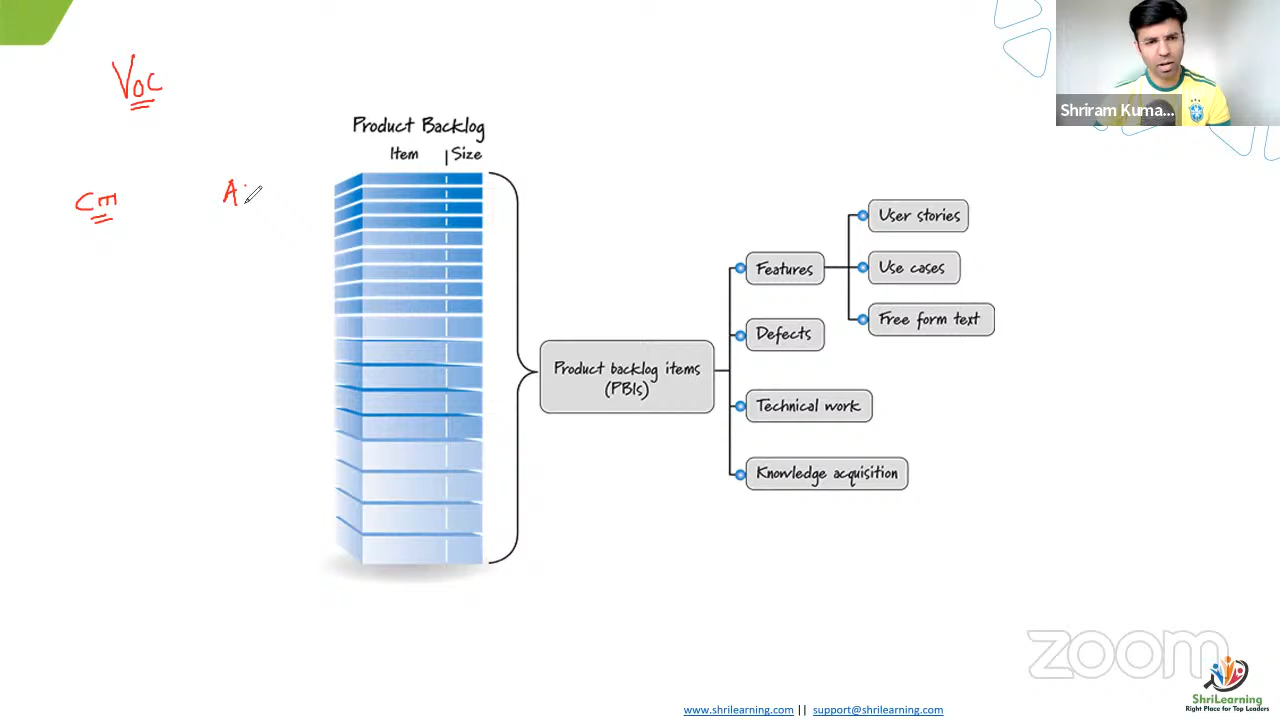 VOC
Shriram Kuma...
Product Backlog
Item | Size
CE
A
User stories
Features
Use cases
Free form text
Defects
Product backlog items
(PBIs)
Technical work
Knowledge acquisition
zoom
ShriLearning
Right Place for Top Leaders
www.shrilearning.com || support@shrilearning.com